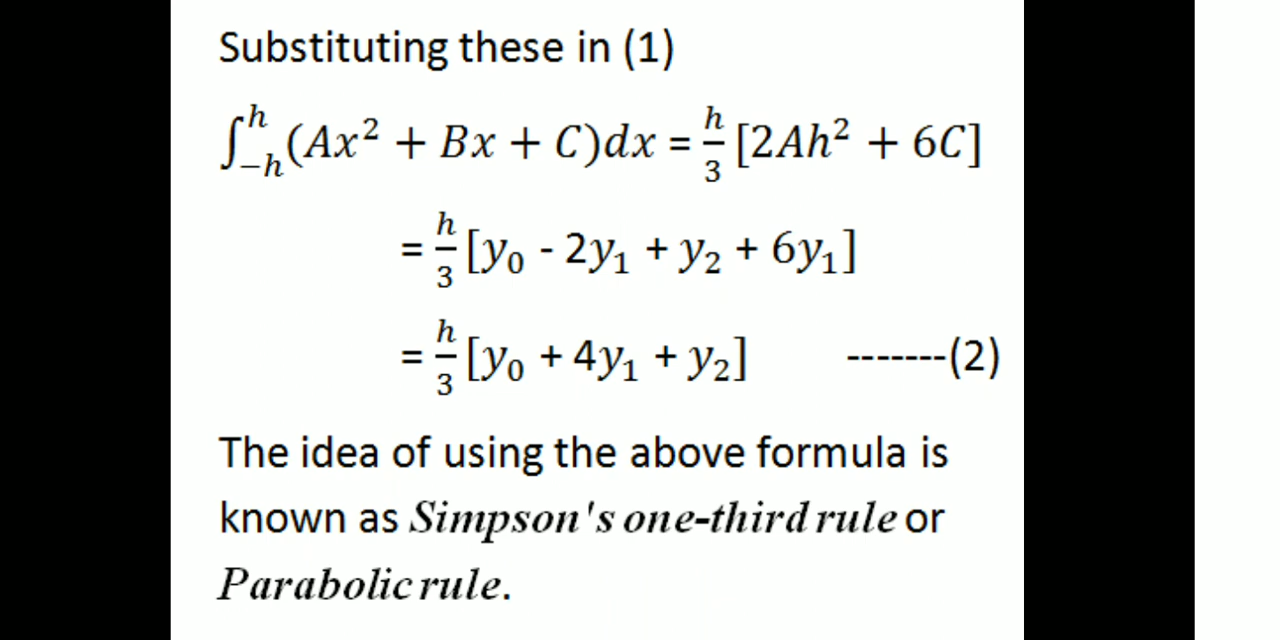 Substituting these in (1)
∫₋ₕʰ(Ax² + Bx + C)dx = h/3 [2Ah² + 6C]
= h/3 [y₀ - 2y₁ + y₂ + 6y₁]
= h/3 [y₀ + 4y₁ + y₂] -------(2)
The idea of using the above formula is
known as Simpson's one-third rule or
Parabolic rule.